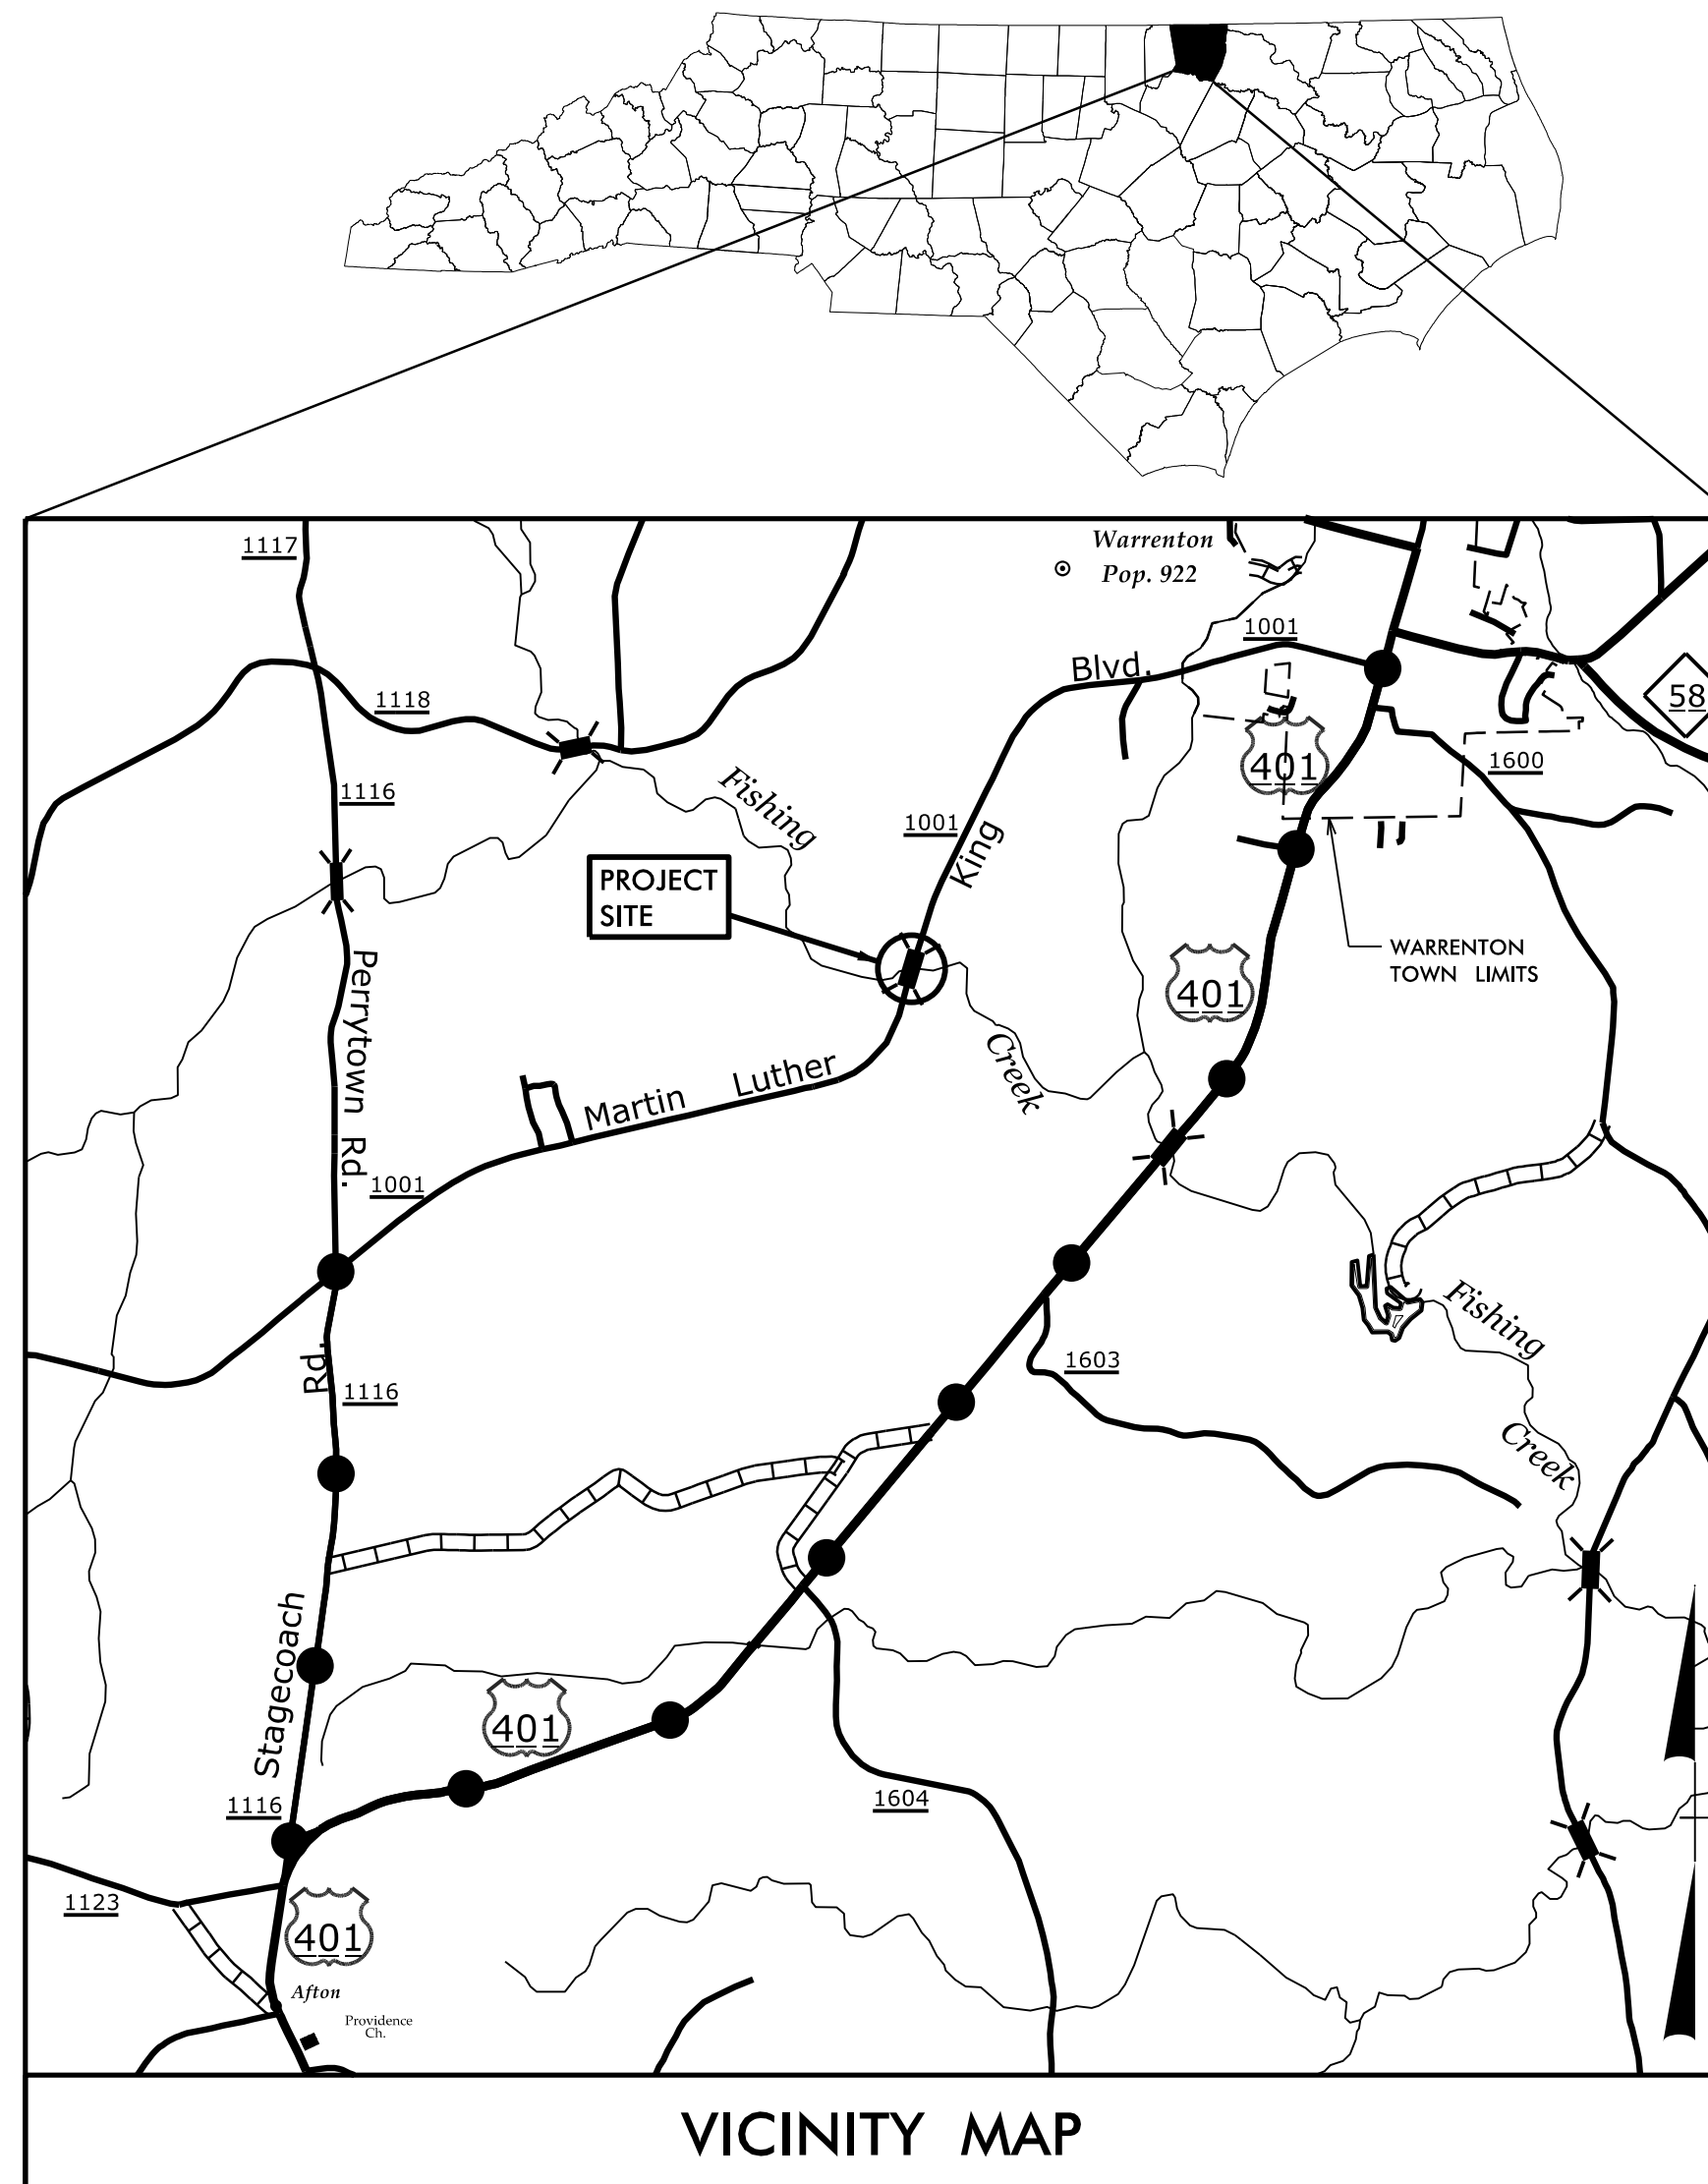 1117
Warrenton
Pop. 922
1001
Blvd.
1118
58
401
1600
1116
Fishing
1001
King
PROJECT
SITE
WARRENTON
TOWN LIMITS
401
Perrytown Rd.
Creek
Martin Luther
1001
Fishing
1603
Rd.
1116
Creek
Stagecoach
401
1116
1604
1123
401
Afton
Providence
Ch.
VICINITY MAP